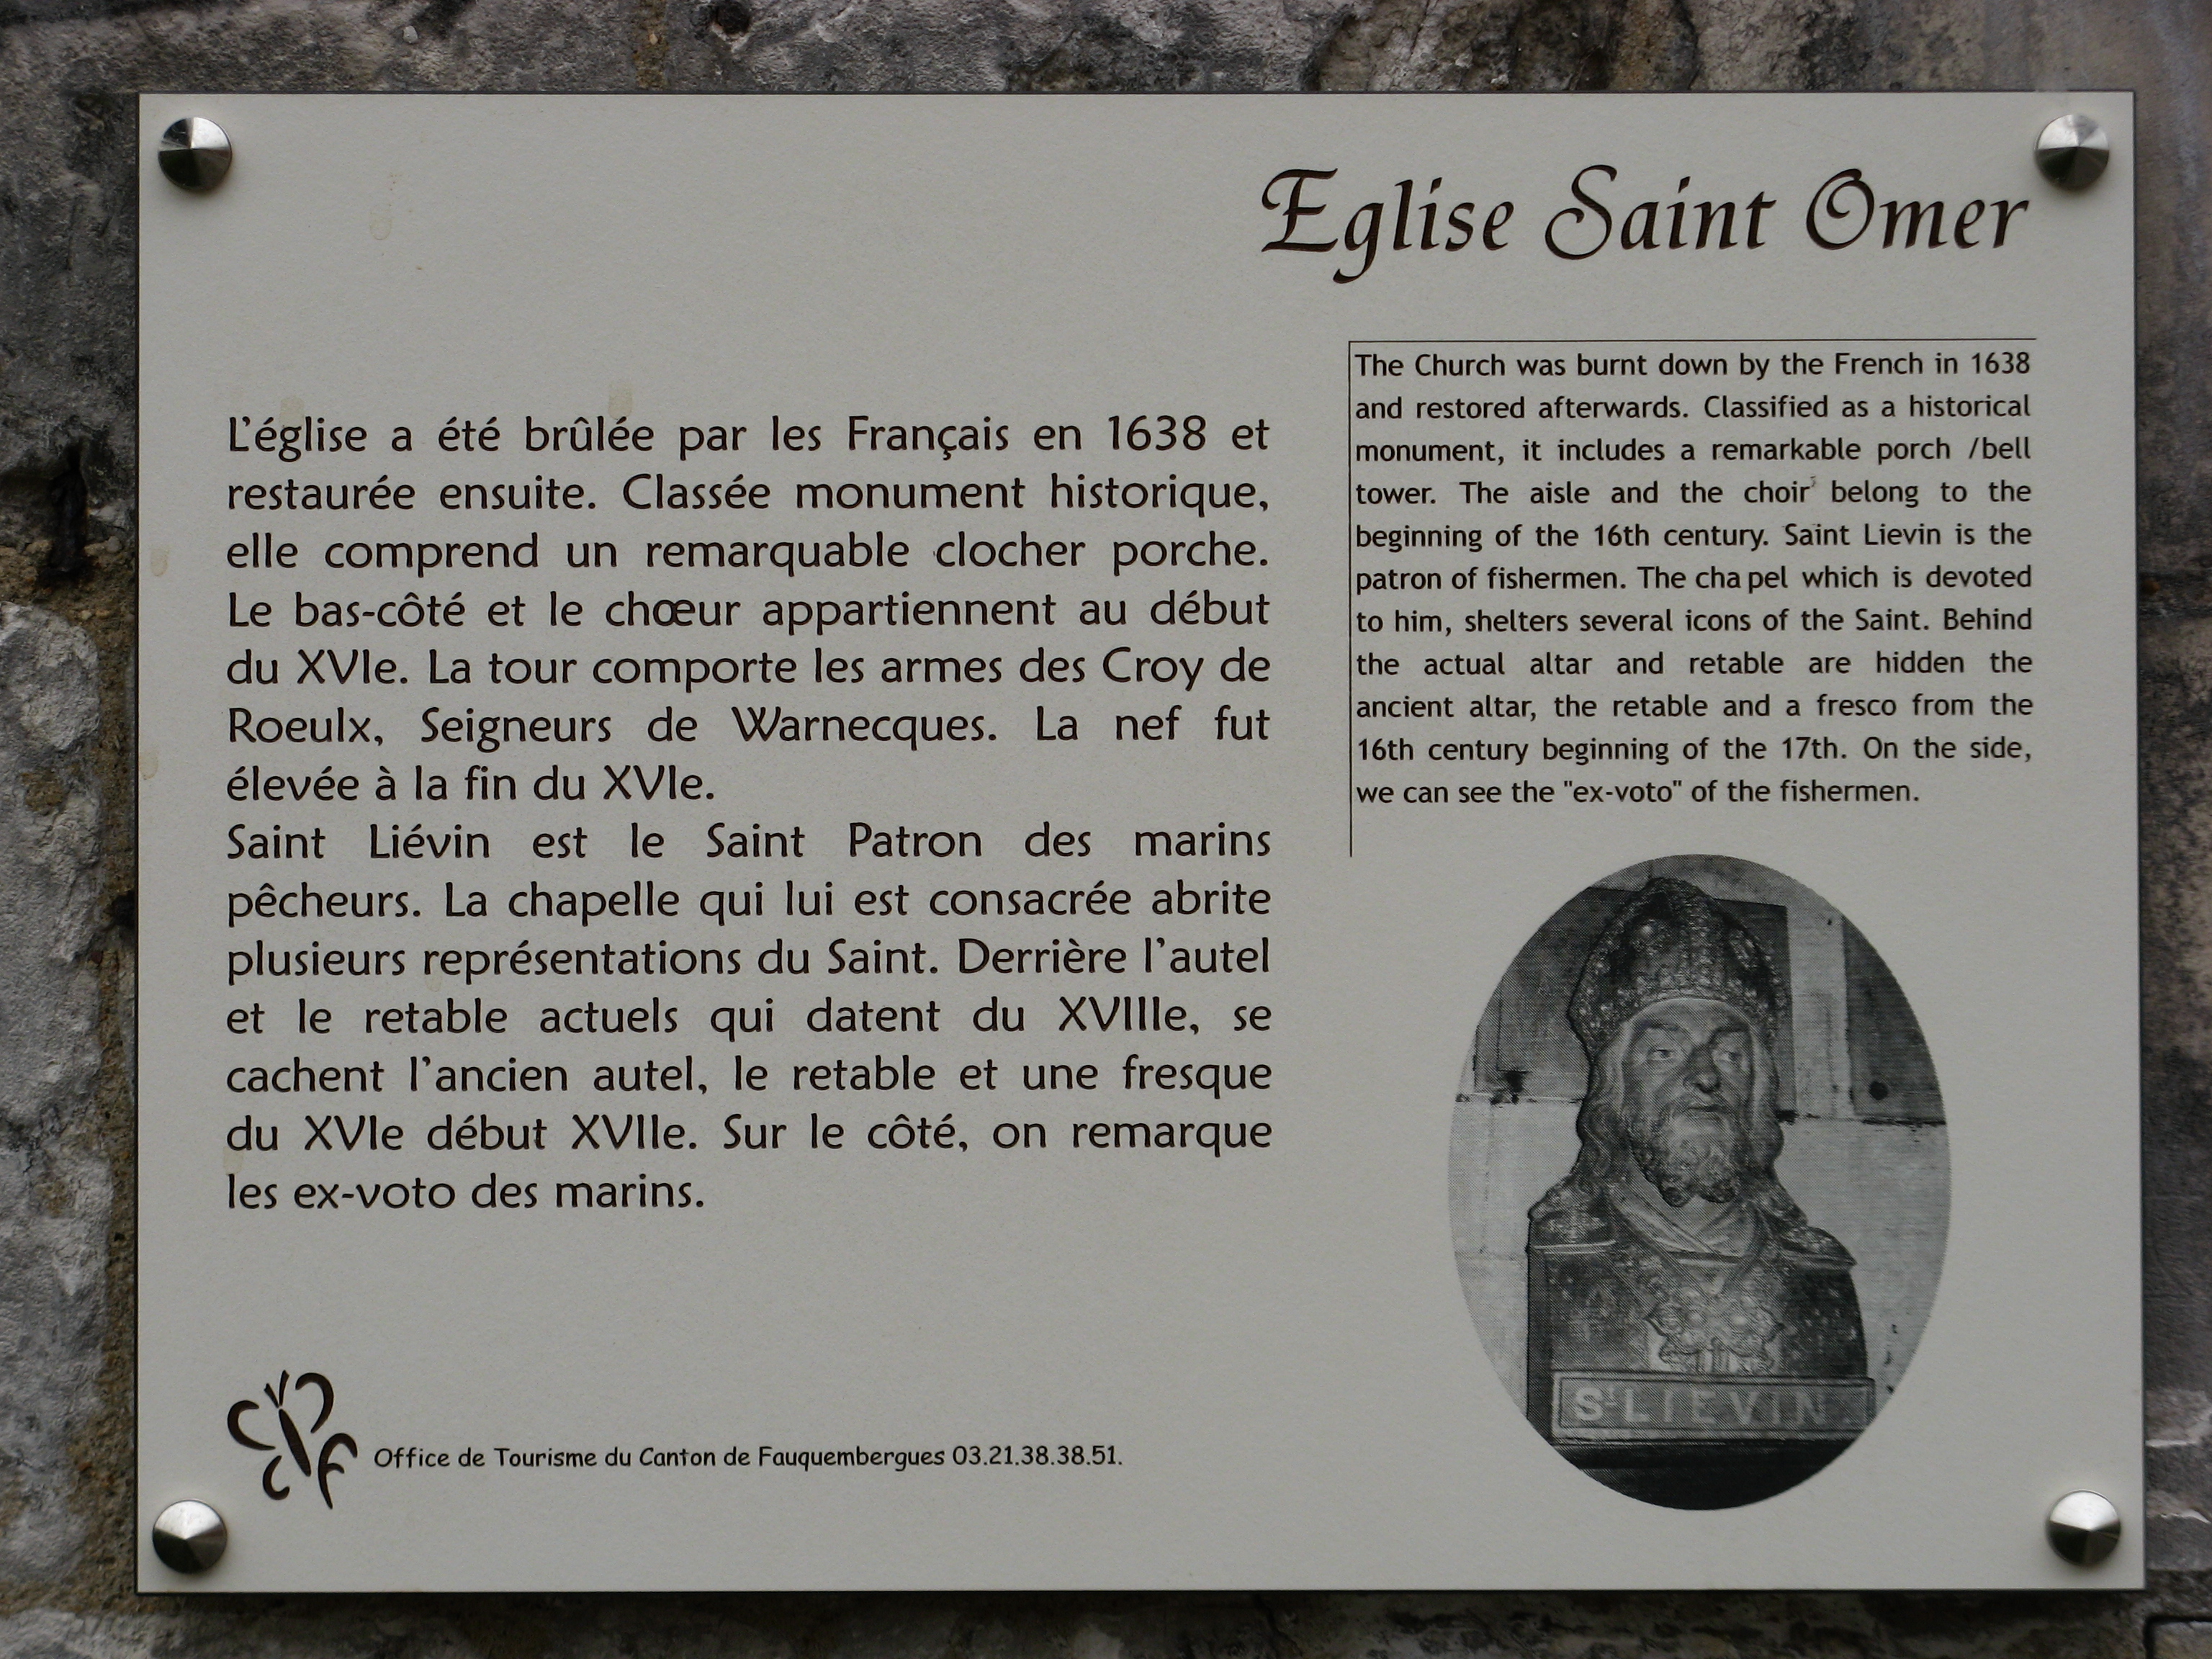 Eglise Saint Omer
L'église a été brûlée par les Français en 1638 et
restaurée ensuite. Classée monument historique,
elle comprend un remarquable clocher porche.
Le bas-côté et le chœur appartiennent au début
du XVIe. La tour comporte les armes des Croy de
Roeulx, Seigneurs de Warnecques. La nef fut
élevée à la fin du XVIe.
Saint Liévin est le Saint Patron des marins
pêcheurs. La chapelle qui lui est consacrée abrite
plusieurs représentations du Saint. Derrière l'autel
et le retable actuels qui datent du XVIIIe, se
cachent l'ancien autel, le retable et une fresque
du XVIe début XVIIe. Sur le côté, on remarque
les ex-voto des marins.
The Church was burnt down by the French in 1638
and restored afterwards. Classified as a historical
monument, it includes a remarkable porch /bell
tower. The aisle and the choir belong to the
beginning of the 16th century. Saint Lievin is the
patron of fishermen. The cha pel which is devoted
to him, shelters several icons of the Saint. Behind
the actual altar and retable are hidden the
ancient altar, the retable and a fresco from the
16th century beginning of the 17th. On the side,
we can see the "ex-voto" of the fishermen.
St LIEVIN.
Office de Tourisme du Canton de Fauquembergues 03.21.38.38.51.